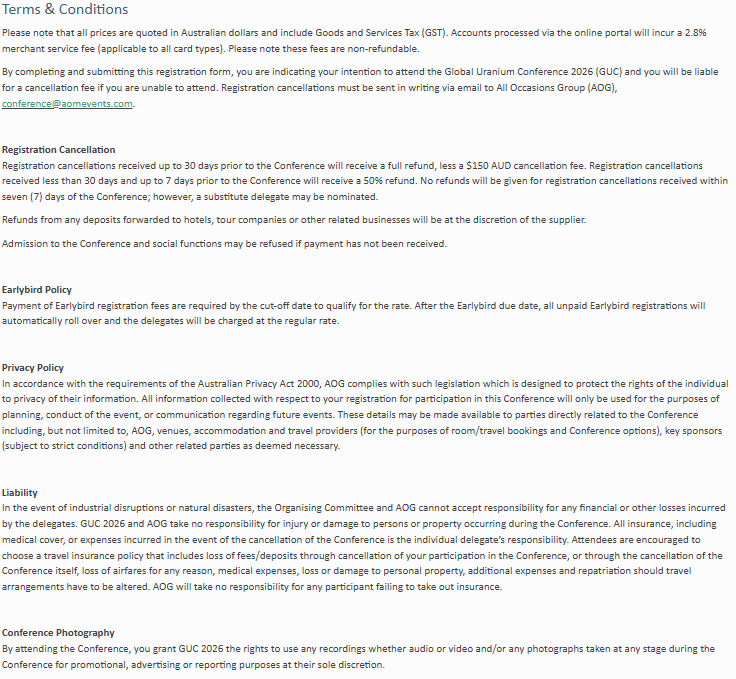 Terms & Conditions
Please note that all prices are quoted in Australian dollars and include Goods and Services Tax (GST). Accounts processed via the online portal will incur a 2.8%
merchant service fee (applicable to all card types). Please note these fees are non-refundable.
By completing and submitting this registration form, you are indicating your intention to attend the Global Uranium Conference 2026 (GUC) and you will be liable
for a cancellation fee if you are unable to attend. Registration cancellations must be sent in writing via email to All Occasions Group (AOG),
conference@aomevents.com.
Registration Cancellation
Registration cancellations received up to 30 days prior to the Conference will receive a full refund, less a $150 AUD cancellation fee. Registration cancellations
received less than 30 days and up to 7 days prior to the Conference will receive a 50% refund. No refunds will be given for registration cancellations received within
seven (7) days of the Conference; however, a substitute delegate may be nominated.
Refunds from any deposits forwarded to hotels, tour companies or other related businesses will be at the discretion of the supplier.
Admission to the Conference and social functions may be refused if payment has not been received.
Earlybird Policy
Payment of Earlybird registration fees are required by the cut-off date to qualify for the rate. After the Earlybird due date, all unpaid Earlybird registrations will
automatically roll over and the delegates will be charged at the regular rate.
Privacy Policy
In accordance with the requirements of the Australian Privacy Act 2000, AOG complies with such legislation which is designed to protect the rights of the individual
to privacy of their information. All information collected with respect to your registration for participation in this Conference will only be used for the purposes of
planning, conduct of the event, or communication regarding future events. These details may be made available to parties directly related to the Conference
including, but not limited to, AOG, venues, accommodation and travel providers (for the purposes of room/travel bookings and Conference options), key sponsors
(subject to strict conditions) and other related parties as deemed necessary.
Liability
In the event of industrial disruptions or natural disasters, the Organising Committee and AOG cannot accept responsibility for any financial or other losses incurred
by the delegates. GUC 2026 and AOG take no responsibility for injury or damage to persons or property occurring during the Conference. All insurance, including
medical cover, or expenses incurred in the event of the cancellation of the Conference is the individual delegate's responsibility. Attendees are encouraged to
choose a travel insurance policy that includes loss of fees/deposits through cancellation of your participation in the Conference, or through the cancellation of the
Conference itself, loss of airfares for any reason, medical expenses, loss or damage to personal property, additional expenses and repatriation should travel
arrangements have to be altered. AOG will take no responsibility for any participant failing to take out insurance.
Conference Photography
By attending the Conference, you grant GUC 2026 the rights to use any recordings whether audio or video and/or any photographs taken at any stage during the
Conference for promotional, advertising or reporting purposes at their sole discretion.